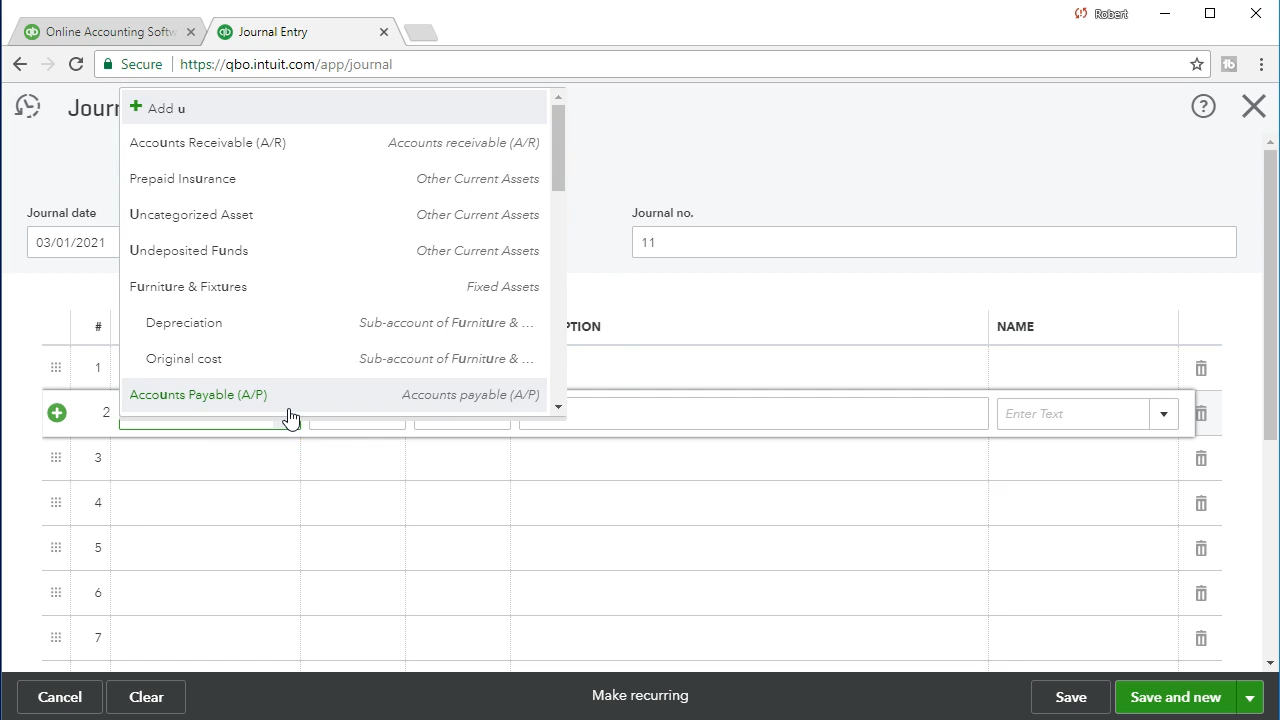 Online Accounting Softw
Journal Entry
Robert
Secure
https://qbo.intuit.com/app/journal
Journ
Add u
Accounts Receivable (A/R) Accounts receivable (A/R)
Prepaid Insurance Other Current Assets
Uncategorized Asset Other Current Assets
Undeposited Funds Other Current Assets
Furniture & Fixtures Fixed Assets
Depreciation Sub-account of Furniture & ...
Original cost Sub-account of Furniture & ...
Accounts Payable (A/P) Accounts payable (A/P)
Journal date
03/01/2021
Journal no.
11
# PTION NAME
1
2 Enter Text
3
4
5
6
7
Cancel Clear Make recurring Save Save and new